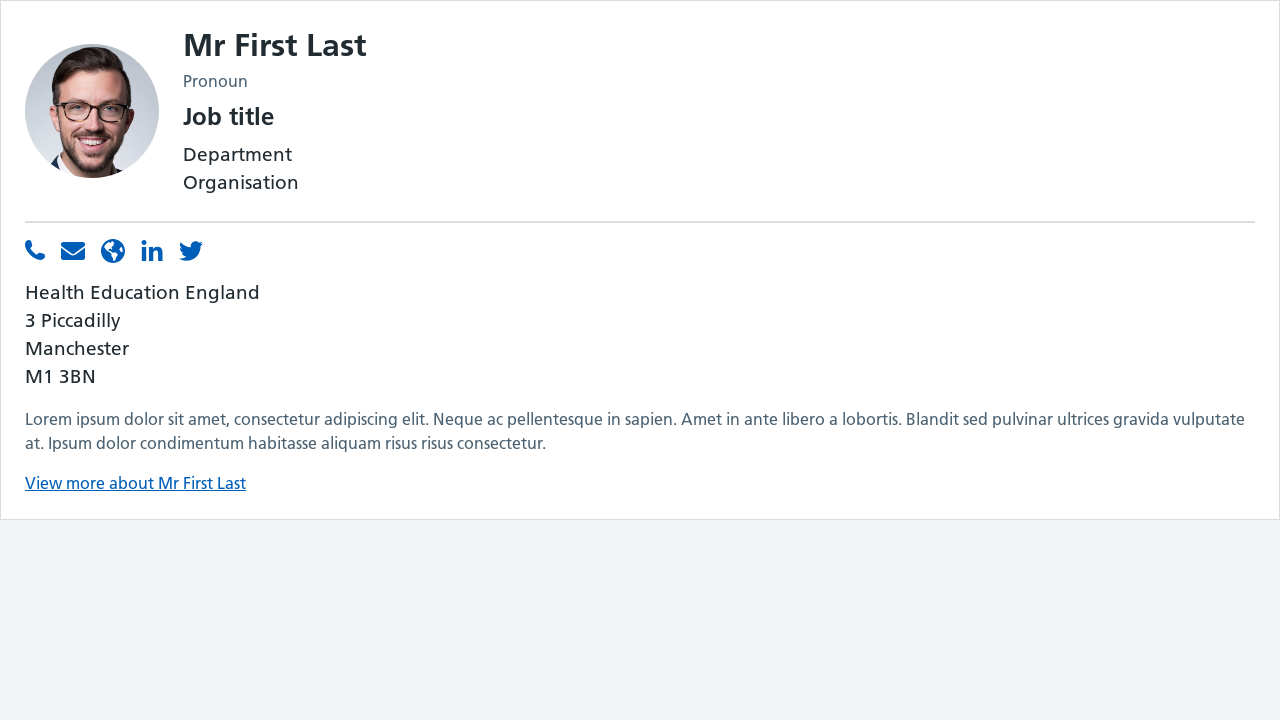 Mr First Last
Pronoun
Job title
Department
Organisation
Health Education England
3 Piccadilly
Manchester
M1 3BN
Lorem ipsum dolor sit amet, consectetur adipiscing elit. Neque ac pellentesque in sapien. Amet in ante libero a lobortis. Blandit sed pulvinar ultrices gravida vulputate
at. Ipsum dolor condimentum habitasse aliquam risus risus consectetur.
View more about Mr First Last